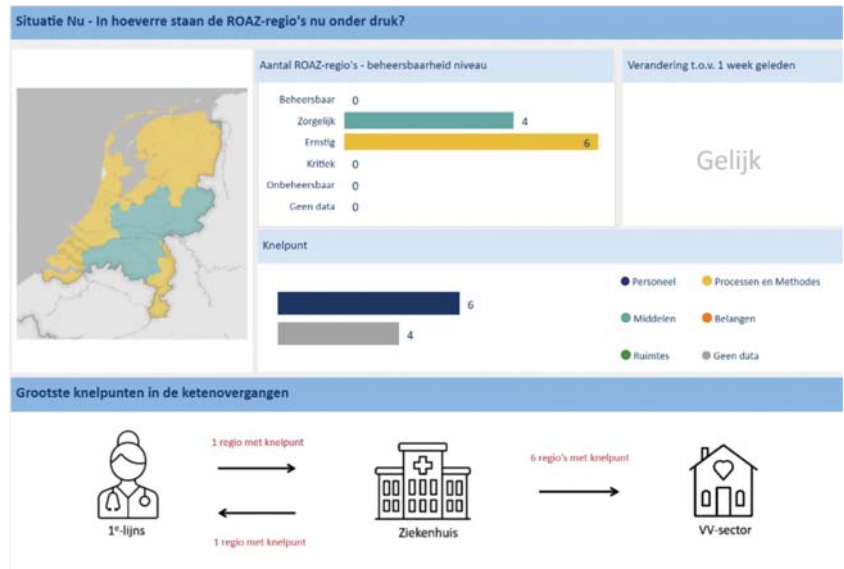 Situatie Nu - In hoeverre staan de ROAZ-regio's nu onder druk?
Aantal ROAZ-regio's - beheersbaarheid niveau
Beheersbaar 0
Zorgelijk 4
Ernstig 6
Kritiek 0
Onbeheersbaar 0
Geen data 0
Verandering t.o.v. 1 week geleden
Gelijk
Knelpunt
6
4
Personeel
Processen en Methodes
Middelen
Belangen
Ruimtes
Geen data
Grootste knelpunten in de ketenovergangen
1 regio met knelpunt
6 regio's met knelpunt
1ᵉ-lijns
Ziekenhuis
VV-sector
1 regio met knelpunt